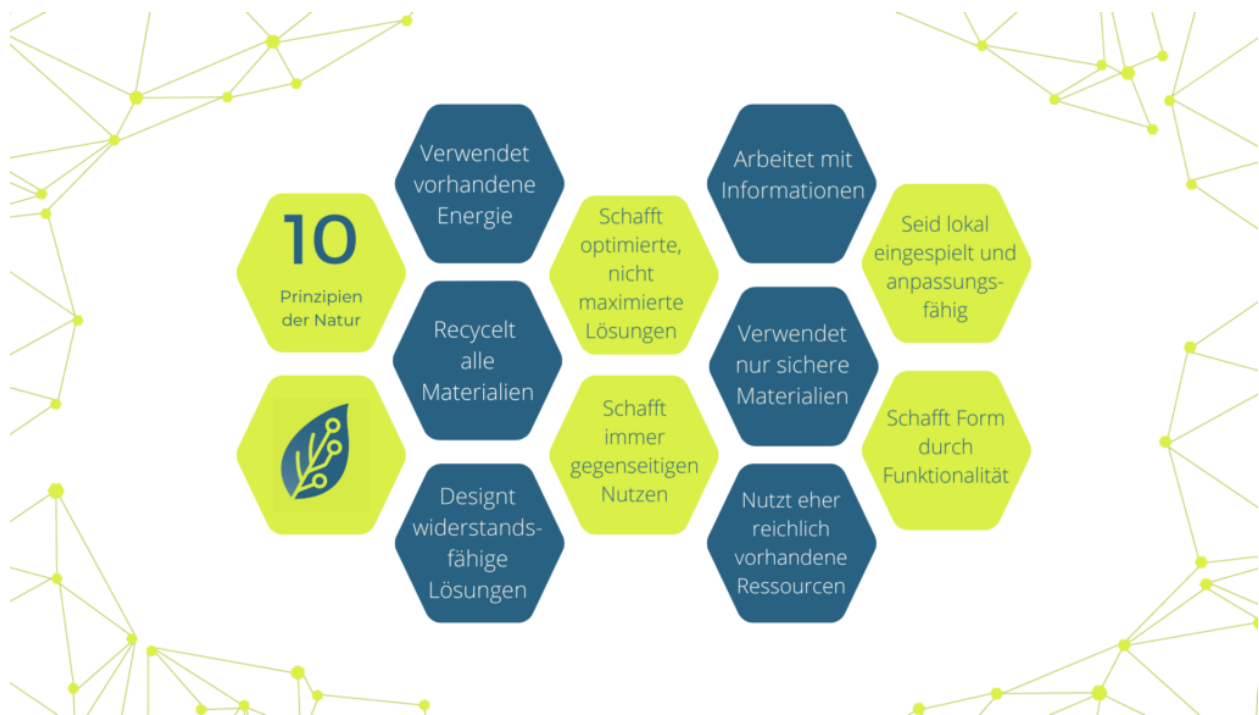 10
Prinzipien
der Natur
Verwendet
vorhandene
Energie
Recycelt
alle
Materialien
Designt
widerstands-
fähige
Lösungen
Schafft
optimierte,
nicht
maximierte
Lösungen
Schafft
immer
gegenseitigen
Nutzen
Arbeitet mit
Informationen
Verwendet
nur sichere
Materialien
Nutzt eher
reichlich
vorhandene
Ressourcen
Seid lokal
eingespielt und
anpassungs-
fähig
Schafft Form
durch
Funktionalität